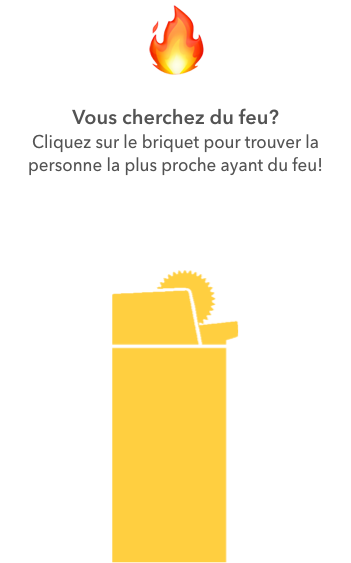 Vous cherchez du feu?
Cliquez sur le briquet pour trouver la
personne la plus proche ayant du feu!